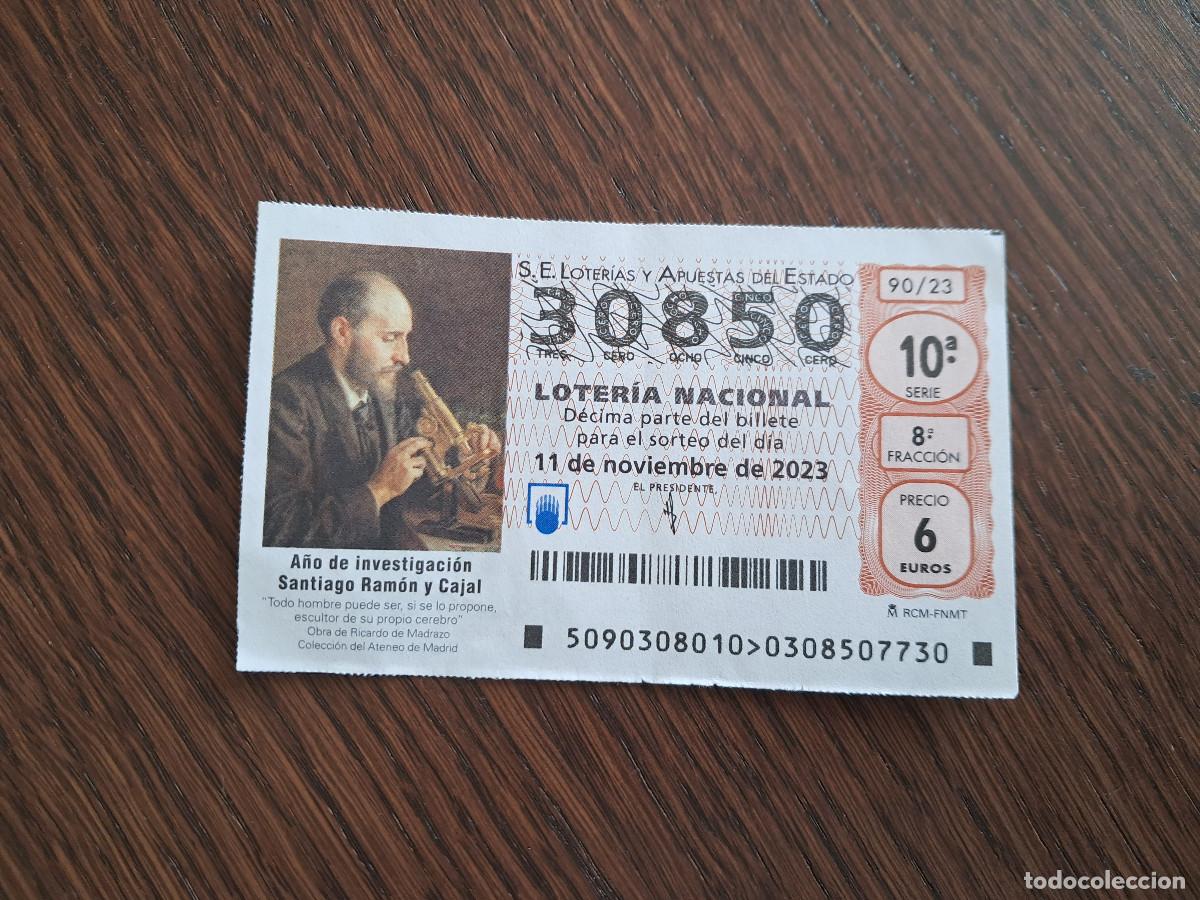 S.E. LOTERÍAS Y APUESTAS DEL ESTADO
30850
TRES CERO OCHO CINCO CERO
LOTERÍA NACIONAL
Décima parte del billete
para el sorteo del día
11 de noviembre de 2023
EL PRESIDENTE,
90/23
10ª
SERIE
8ª
FRACCIÓN
PRECIO
6
EUROS
RCM-FNMT
5090308010>0308507730
Año de investigación
Santiago Ramón y Cajal
"Todo hombre puede ser, si se lo propone,
escultor de su propio cerebro"
Obra de Ricardo de Madrazo
Colección del Ateneo de Madrid
todocoleccion